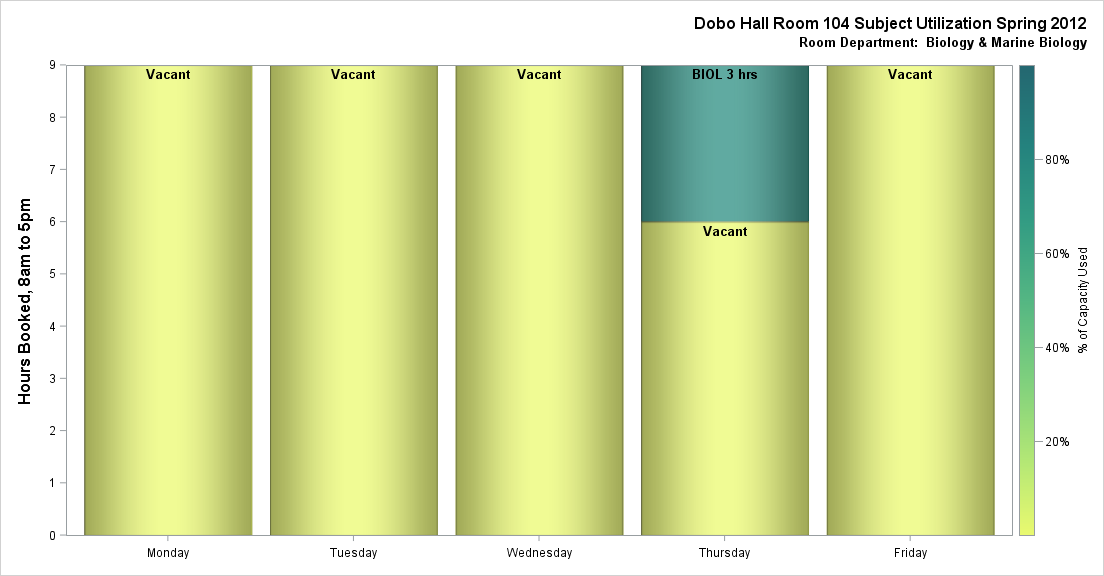 Dobo Hall Room 104 Subject Utilization Spring 2012
Room Department:  Biology & Marine Biology
Hours Booked, 8am to 5pm
9
8
7
6
5
4
3
2
1
0
Vacant
Vacant
Vacant
BIOL 3 hrs
Vacant
Vacant
Monday
Tuesday
Wednesday
Thursday
Friday
80%
60%
40%
20%
% of Capacity Used